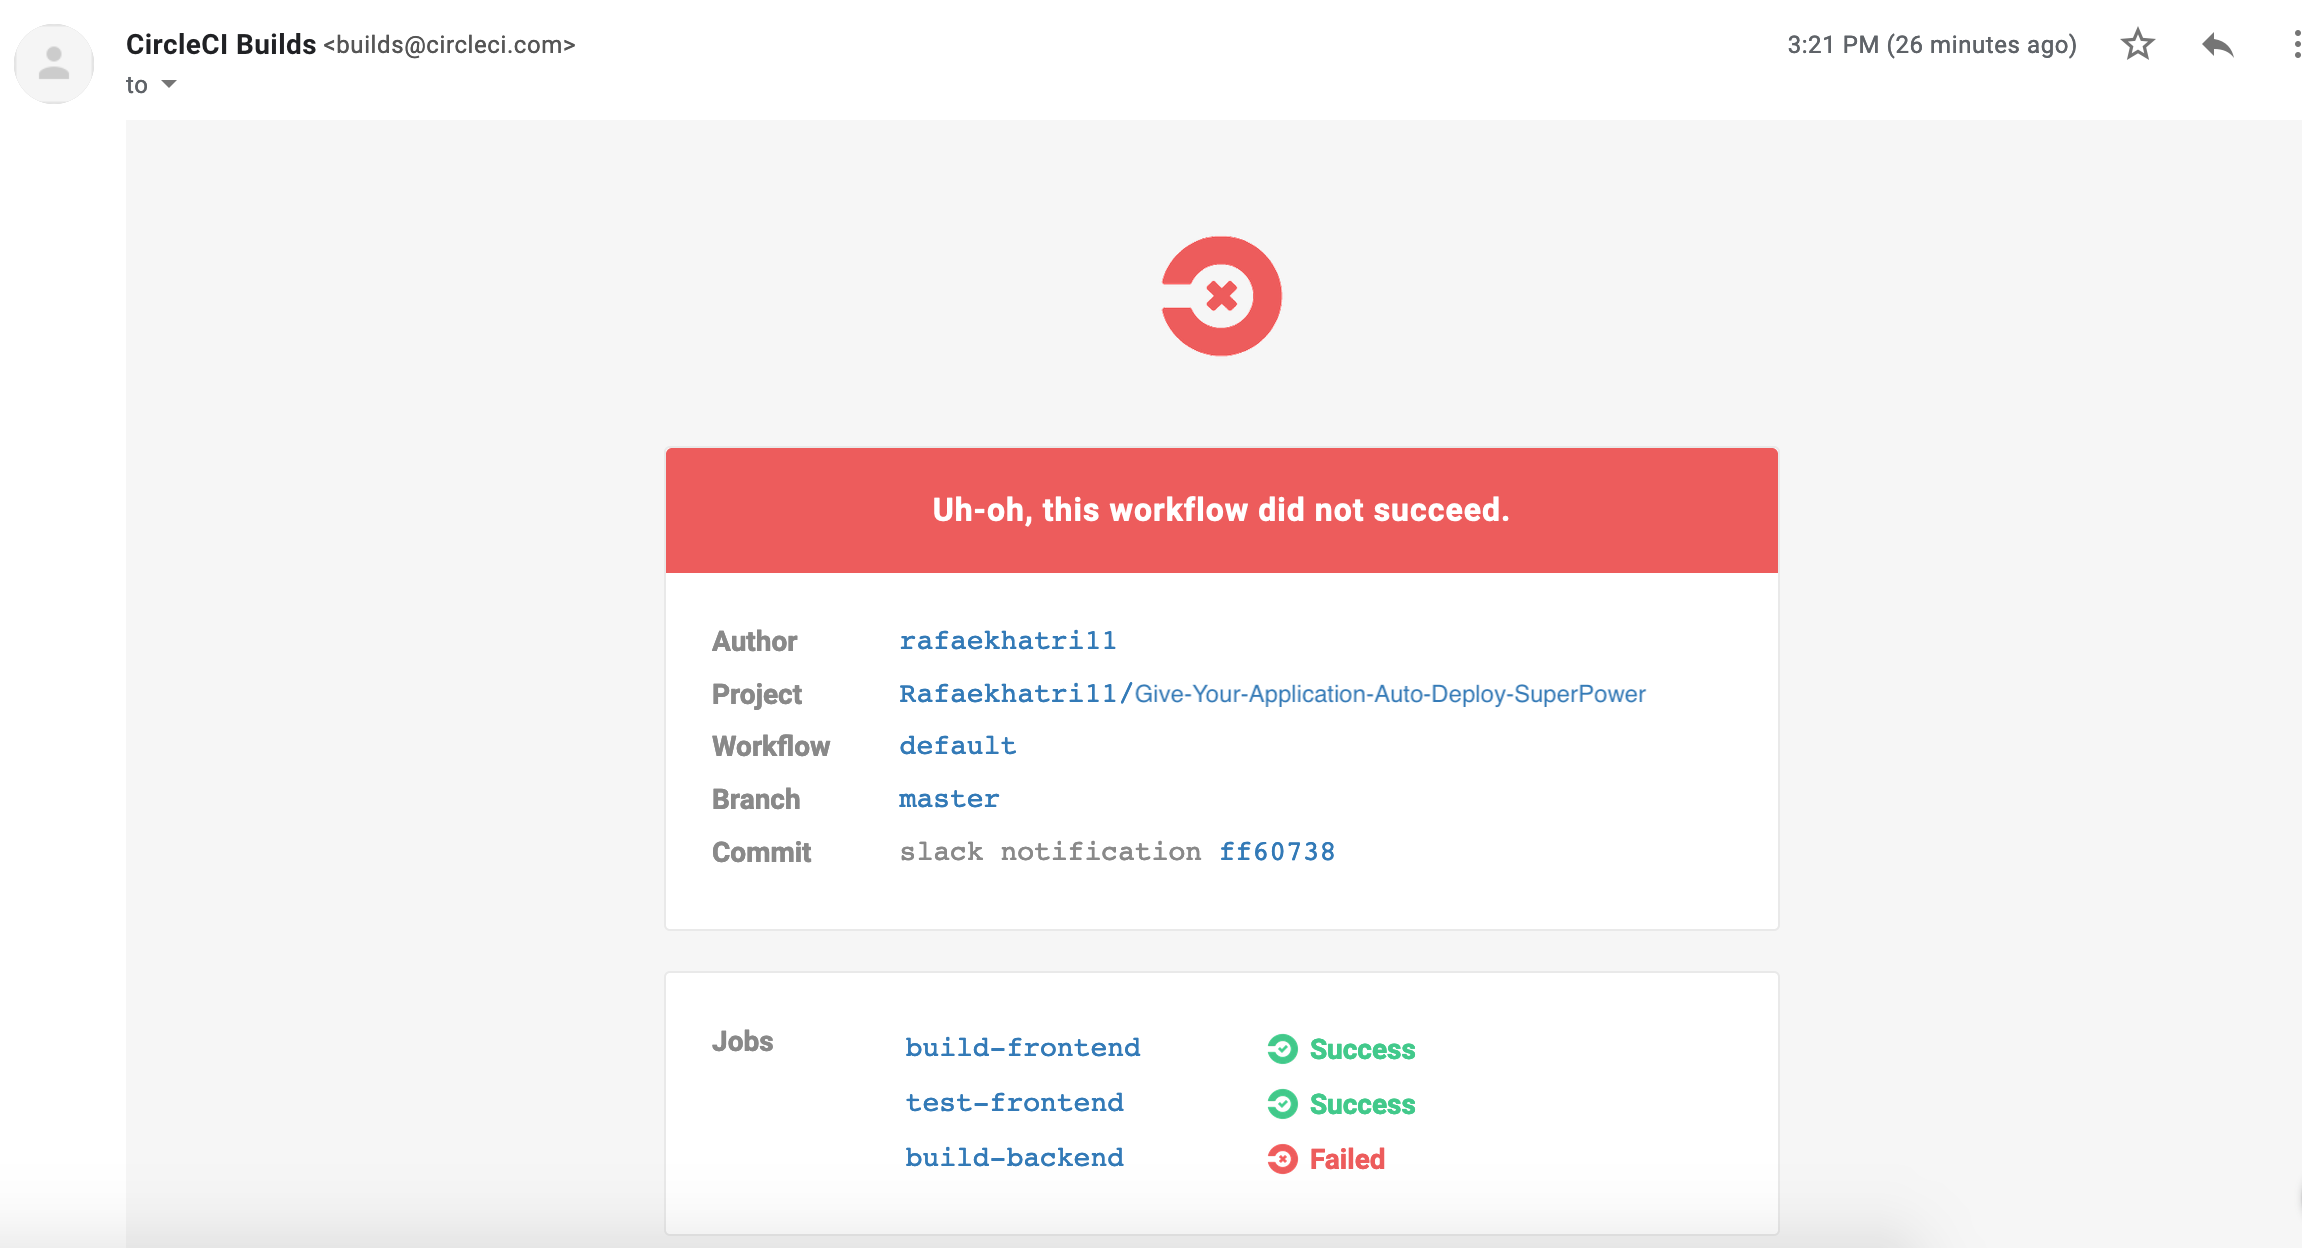 CircleCI Builds <builds@circleci.com>
3:21 PM (26 minutes ago)
to
Uh-oh, this workflow did not succeed.
Author rafaekhatri11
Project Rafaekhatri11/Give-Your-Application-Auto-Deploy-SuperPower
Workflow default
Branch master
Commit slack notification ff60738
Jobs build-frontend Success
test-frontend Success
build-backend Failed